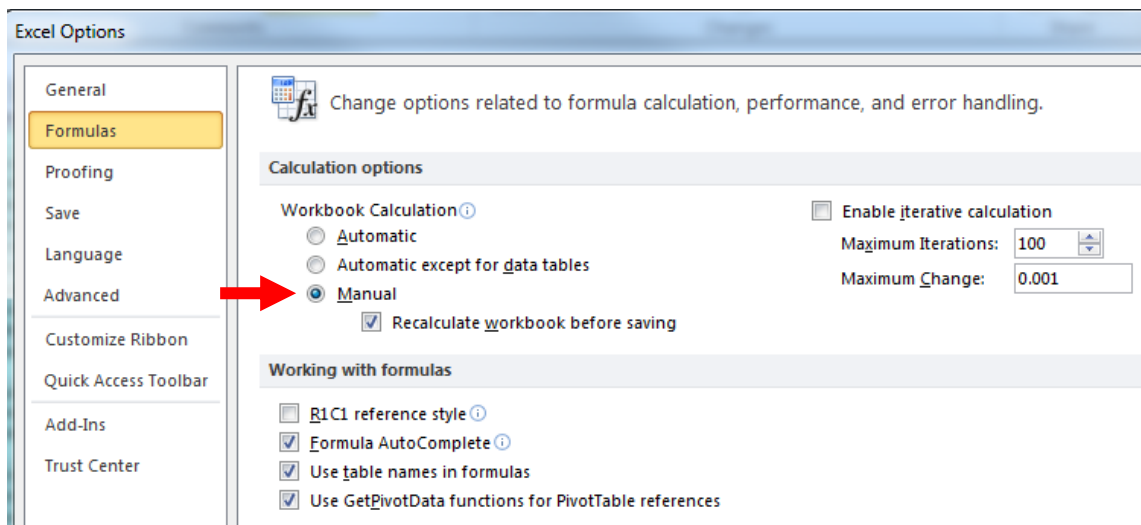 Excel Options
General
Formulas
Proofing
Save
Language
Advanced
Customize Ribbon
Quick Access Toolbar
Add-Ins
Trust Center
fx
Change options related to formula calculation, performance, and error handling.
Calculation options
Workbook Calculation
Automatic
Automatic except for data tables
Manual
Recalculate workbook before saving
Enable iterative calculation
Maximum Iterations: 100
Maximum Change: 0.001
Working with formulas
R1C1 reference style
Formula AutoComplete
Use table names in formulas
Use GetPivotData functions for PivotTable references